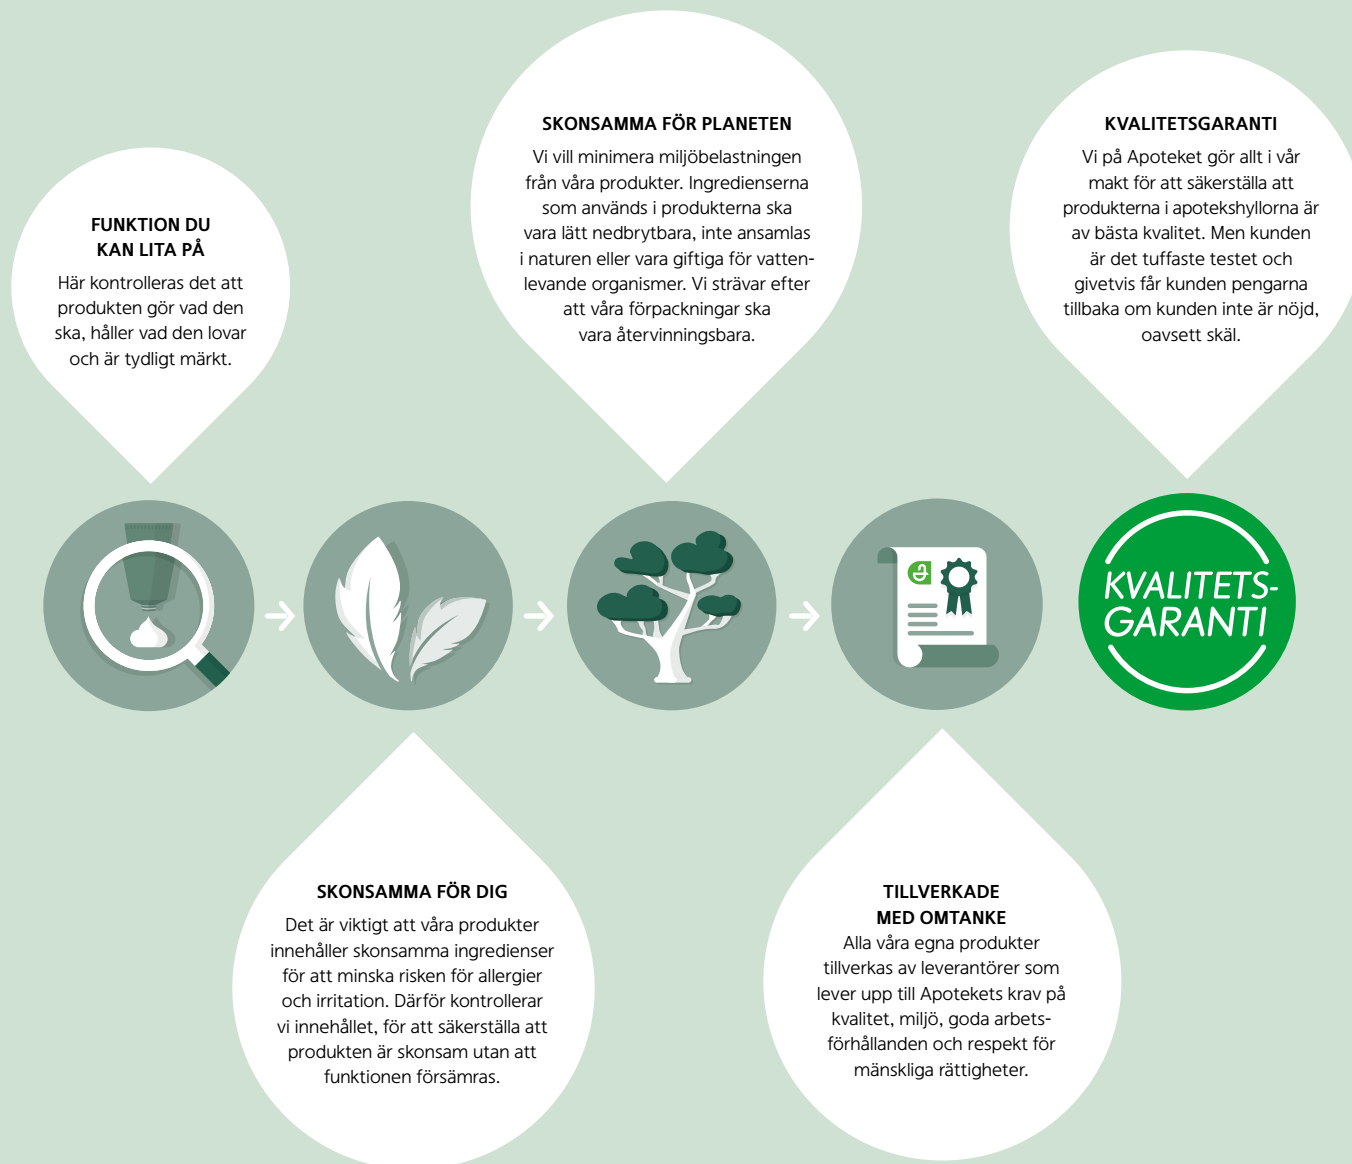 FUNKTION DU
KAN LITA PÅ
Här kontrolleras det att
produkten gör vad den
ska, håller vad den lovar
och är tydligt märkt.
SKONSAMMA FÖR DIG
Det är viktigt att våra produkter
innehåller skonsamma ingredienser
för att minska risken för allergier
och irritation. Därför kontrollerar
vi innehållet, för att säkerställa att
produkten är skonsam utan att
funktionen försämras.
SKONSAMMA FÖR PLANETEN
Vi vill minimera miljöbelastningen
från våra produkter. Ingredienserna
som används i produkterna ska
vara lätt nedbrytbara, inte ansamlas
i naturen eller vara giftiga för vatten-
levande organismer. Vi strävar efter
att våra förpackningar ska
vara återvinningsbara.
TILLVERKADE
MED OMTANKE
Alla våra egna produkter
tillverkas av leverantörer som
lever upp till Apotekets krav på
kvalitet, miljö, goda arbets-
förhållanden och respekt för
mänskliga rättigheter.
KVALITETSGARANTI
Vi på Apoteket gör allt i vår
makt för att säkerställa att
produkterna i apotekshyllorna är
av bästa kvalitet. Men kunden
är det tuffaste testet och
givetvis får kunden pengarna
tillbaka om kunden inte är nöjd,
oavsett skäl.
KVALITETS-
GARANTI